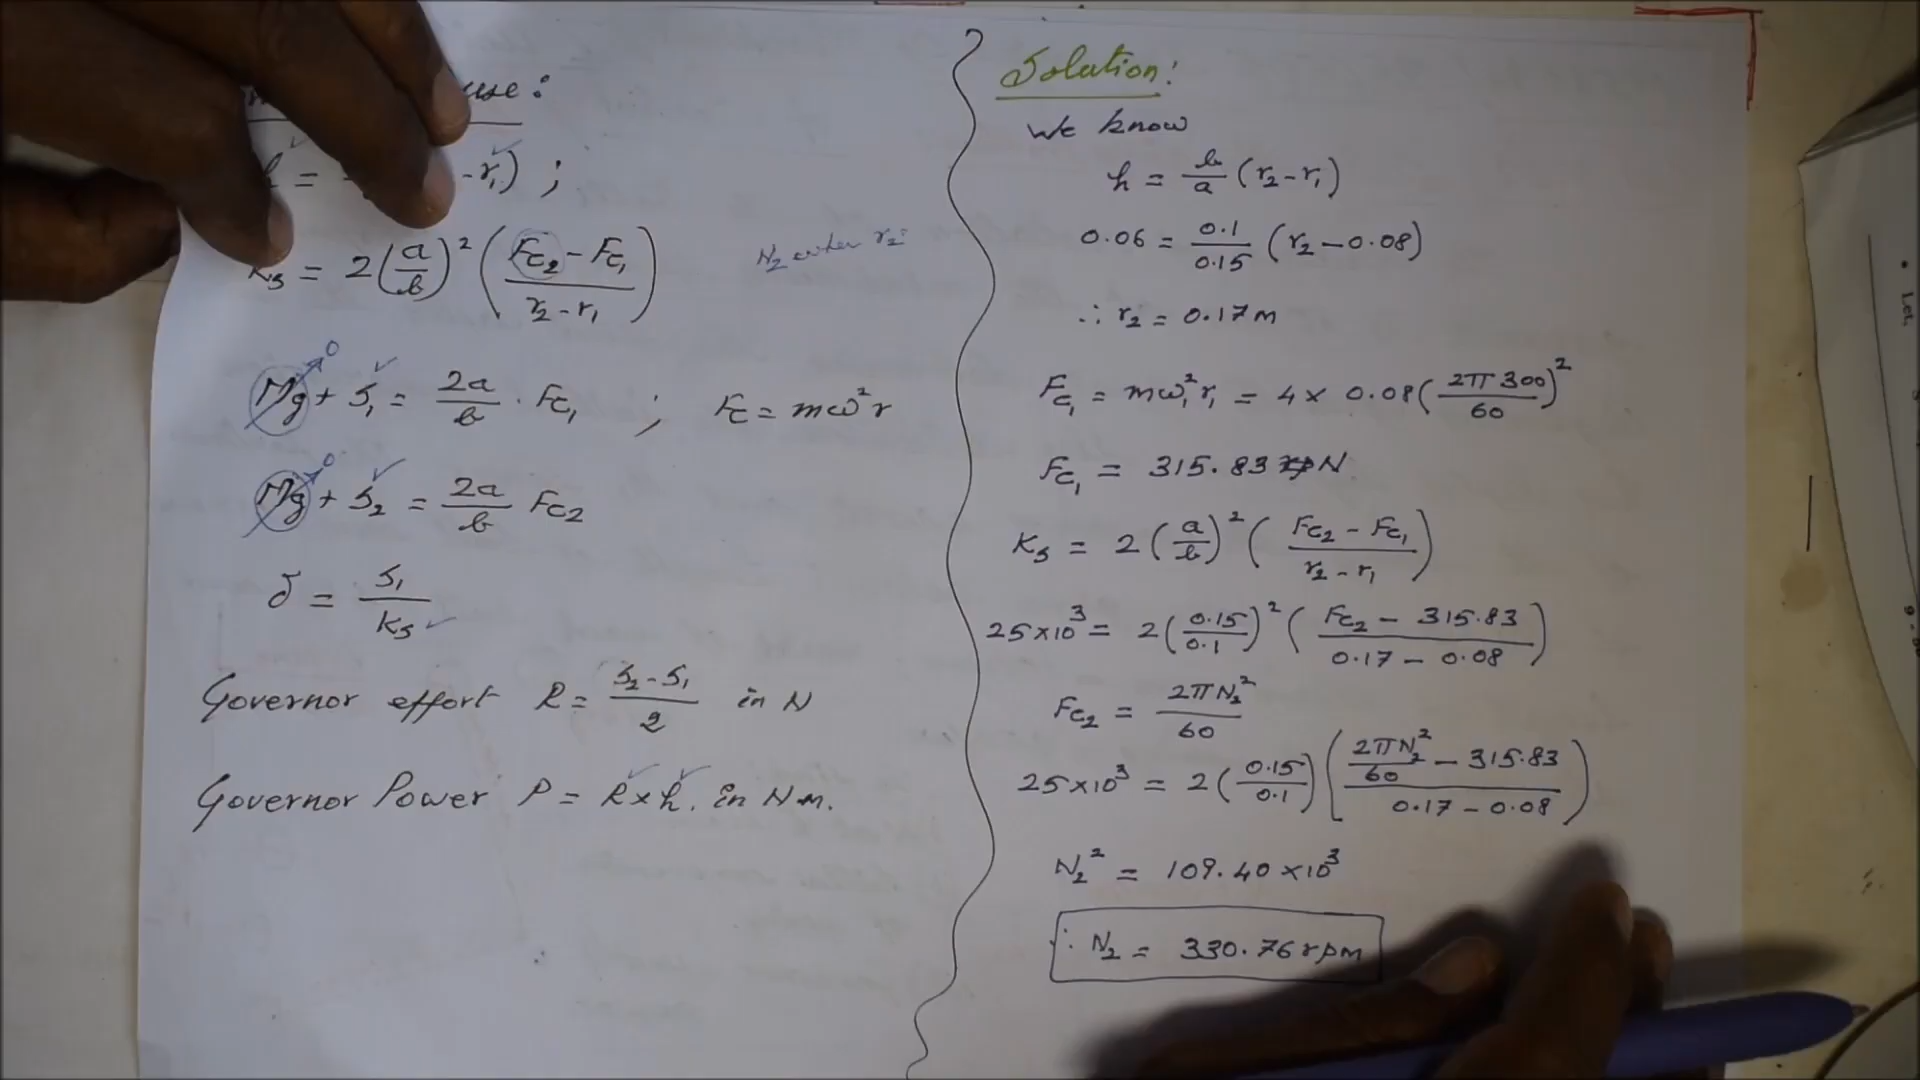 use:
h = -r₁) ;
Ks = 2(a/b)² ((Fc₂ - Fc₁)/(r₂ - r₁))
N₂ when r₂:
Mg⁰ + S₁ = 2a/b . Fc₁ ; Fc = mω²r
Mg⁰ + S₂ = 2a/b Fc₂
δ = S₁/Ks
Governor effort R = (S₂-S₁)/2 in N
Governor Power P = R×h. in Nm.
Solution:
We know
h = b/a (r₂-r₁)
0.06 = 0.1/0.15 (r₂ - 0.08)
∴ r₂ = 0.17m
Fc₁ = mω₁²r₁ = 4 × 0.08 (2π300/60)²
Fc₁ = 315.83 N
Ks = 2 (a/b)² ((Fc₂ - Fc₁)/(r₂ - r₁))
25×10³ = 2(0.15/0.1)² ((Fc₂ - 315.83)/(0.17 - 0.08))
Fc₂ = 2πN₂²/60
25×10³ = 2(0.15/0.1) ((2πN₂²/60 - 315.83)/(0.17 - 0.08))
N₂² = 109.40 ×10³
∴ N₂ = 330.76 rpm